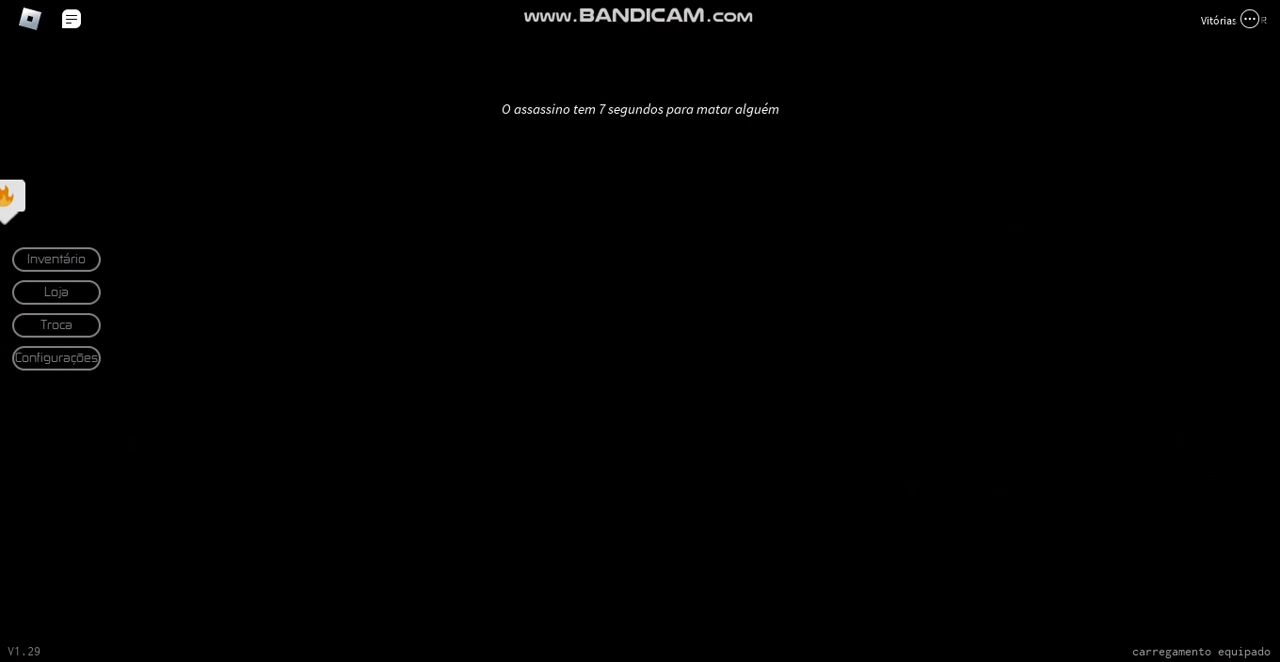 www.BANDICAM.com
Vitórias R
O assassino tem 7 segundos para matar alguém
Inventário
Loja
Troca
Configurações
V1.29
carregamento equipado